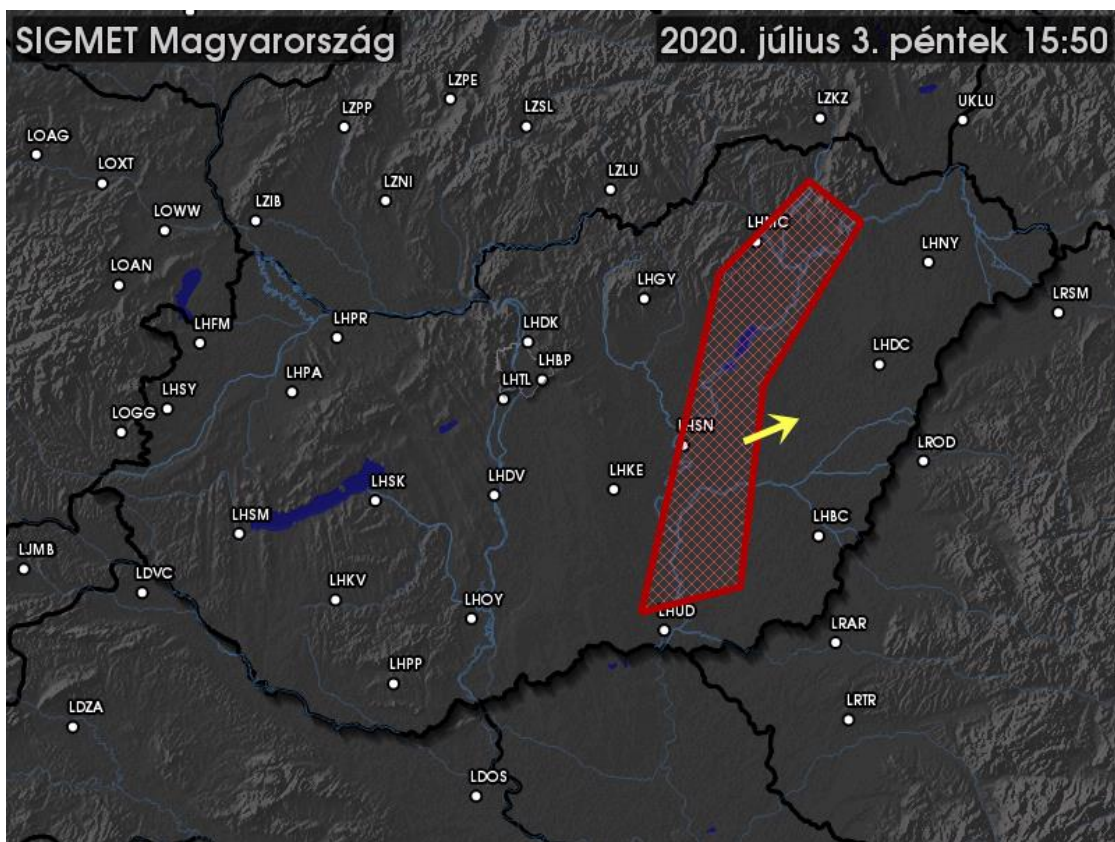 SIGMET Magyarország
2020. július 3. péntek 15:50
LZPE
LZKZ
UKLU
LZPP
LZSL
LOAG
LOXT
LZLU
LZNI
LZIB
LOWW
LHMC
LHNY
LOAN
LHGY
LRSM
LHFM
LHPR
LHDK
LHBP
LHDC
LHPA
LHTL
LHSY
LOGG
LHSN
LROD
LHKE
LHDV
LHSK
LHSM
LHBC
LJMB
LDVC
LHKV
LHOY
LHUD
LRAR
LHPP
LDZA
LRTR
LDOS